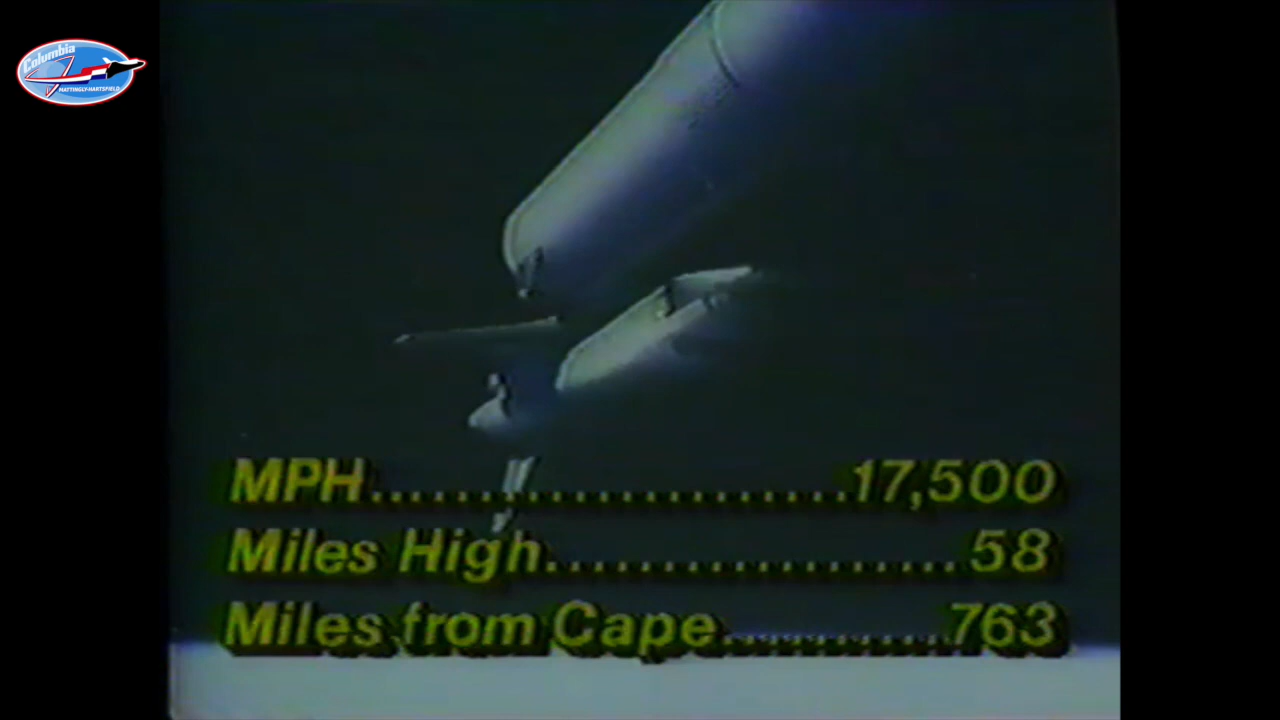 Columbia
MATTINGLY-HARTSFIELD
MPH.......................17,500
Miles High....................58
Miles from Cape............763